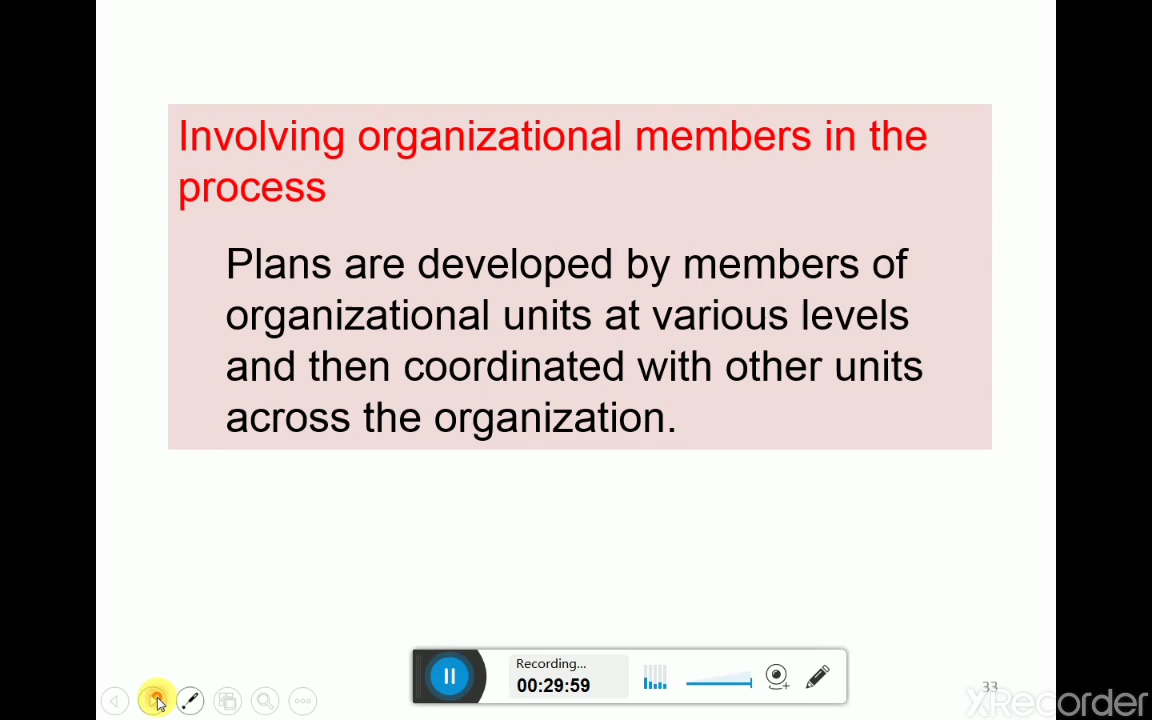 Involving organizational members in the
process
Plans are developed by members of
organizational units at various levels
and then coordinated with other units
across the organization.
Recording...
00:29:59
33
XRecorder